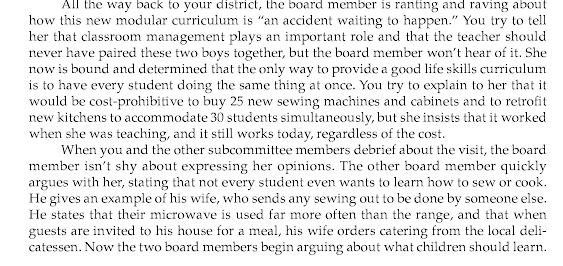 All the way back to your district, the board member is ranting and raving about
how this new modular curriculum is “an accident waiting to happen.” You try to tell
her that classroom management plays an important role and that the teacher should
never have paired these two boys together, but the board member won’t hear of it. She
now is bound and determined that the only way to provide a good life skills curriculum
is to have every student doing the same thing at once. You try to explain to her that it
would be cost-prohibitive to buy 25 new sewing machines and cabinets and to retrofit
new kitchens to accommodate 30 students simultaneously, but she insists that it worked
when she was teaching, and it still works today, regardless of the cost.
When you and the other subcommittee members debrief about the visit, the board
member isn’t shy about expressing her opinions. The other board member quickly
argues with her, stating that not every student even wants to learn how to sew or cook.
He gives an example of his wife, who sends any sewing out to be done by someone else.
He states that their microwave is used far more often than the range, and that when
guests are invited to his house for a meal, his wife orders catering from the local deli-
catessen. Now the two board members begin arguing about what children should learn.